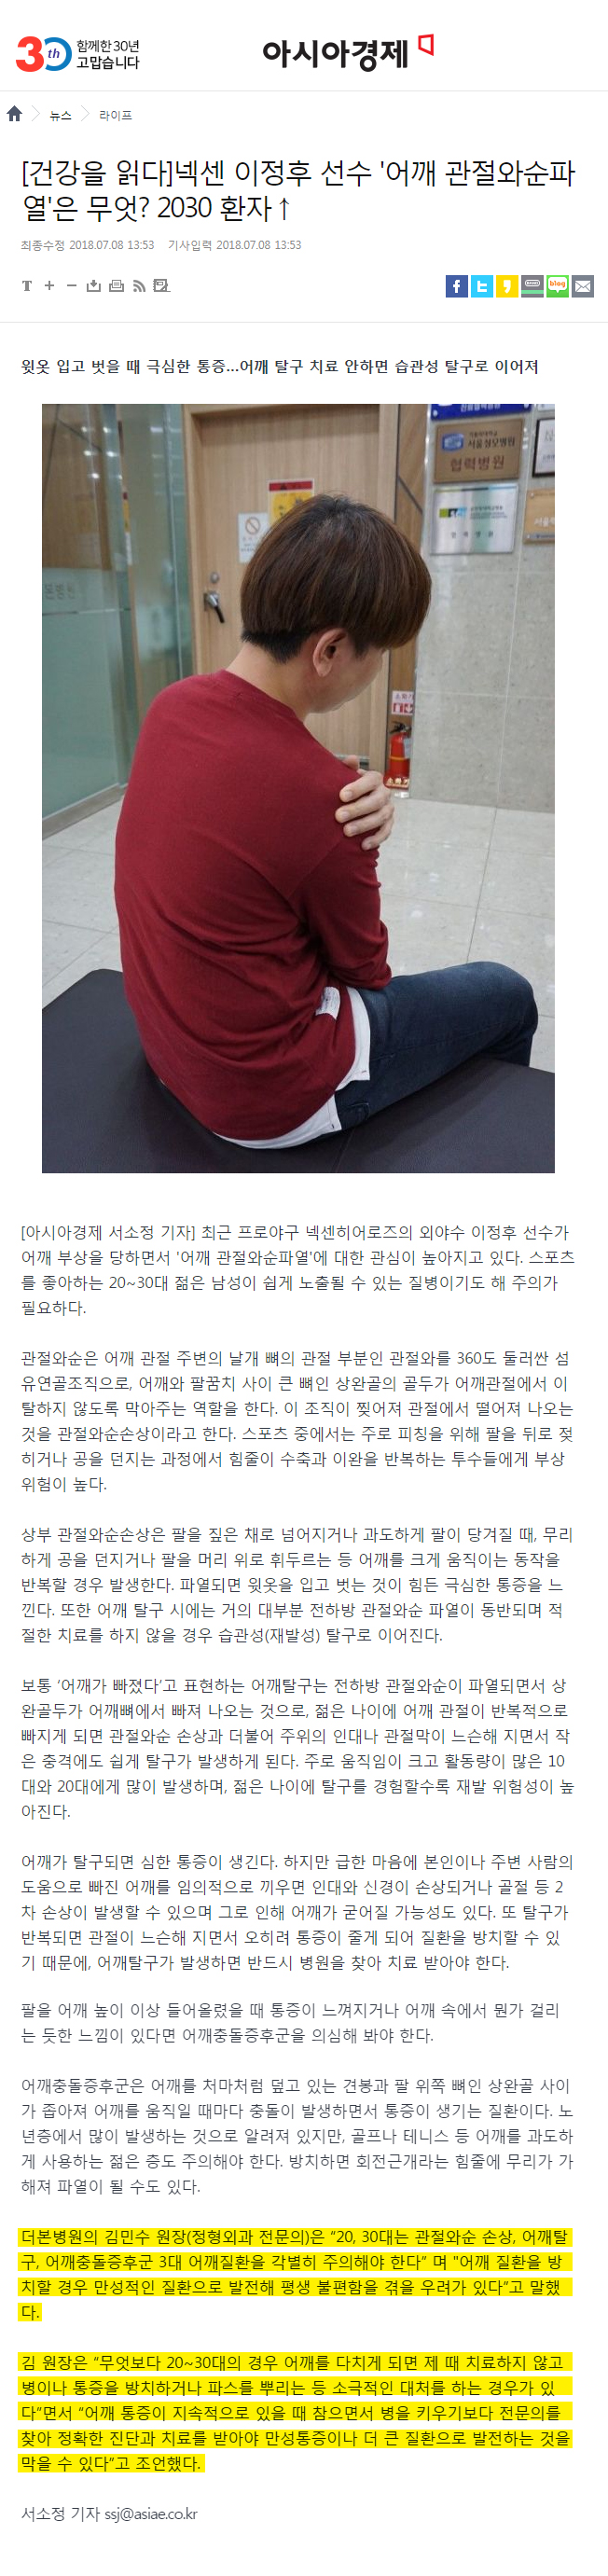 30th 함께한 30년
고맙습니다
아시아경제
뉴스 라이프
[건강을 읽다]넥센 이정후 선수 '어깨 관절와순파
열'은 무엇? 2030 환자↑
최종수정 2018.07.08 13:53 기사입력 2018.07.08 13:53
T + −
blog
윗옷 입고 벗을 때 극심한 통증…어깨 탈구 치료 안하면 습관성 탈구로 이어져
서울성모병원
협력병원
[아시아경제 서소정 기자] 최근 프로야구 넥센히어로즈의 외야수 이정후 선수가
어깨 부상을 당하면서 '어깨 관절와순파열'에 대한 관심이 높아지고 있다. 스포츠
를 좋아하는 20~30대 젊은 남성이 쉽게 노출될 수 있는 질병이기도 해 주의가
필요하다.
관절와순은 어깨 관절 주변의 날개 뼈의 관절 부분인 관절와를 360도 둘러싼 섬
유연골조직으로, 어깨와 팔꿈치 사이 큰 뼈인 상완골의 골두가 어깨관절에서 이
탈하지 않도록 막아주는 역할을 한다. 이 조직이 찢어져 관절에서 떨어져 나오는
것을 관절와순손상이라고 한다. 스포츠 중에서는 주로 피칭을 위해 팔을 뒤로 젖
히거나 공을 던지는 과정에서 힘줄이 수축과 이완을 반복하는 투수들에게 부상
위험이 높다.
상부 관절와순손상은 팔을 짚은 채로 넘어지거나 과도하게 팔이 당겨질 때, 무리
하게 공을 던지거나 팔을 머리 위로 휘두르는 등 어깨를 크게 움직이는 동작을
반복할 경우 발생한다. 파열되면 윗옷을 입고 벗는 것이 힘든 극심한 통증을 느
낀다. 또한 어깨 탈구 시에는 거의 대부분 전하방 관절와순 파열이 동반되며 적
절한 치료를 하지 않을 경우 습관성(재발성) 탈구로 이어진다.
보통 ‘어깨가 빠졌다’고 표현하는 어깨탈구는 전하방 관절와순이 파열되면서 상
완골두가 어깨뼈에서 빠져 나오는 것으로, 젊은 나이에 어깨 관절이 반복적으로
빠지게 되면 관절와순 손상과 더불어 주위의 인대나 관절막이 느슨해 지면서 작
은 충격에도 쉽게 탈구가 발생하게 된다. 주로 움직임이 크고 활동량이 많은 10
대와 20대에게 많이 발생하며, 젊은 나이에 탈구를 경험할수록 재발 위험성이 높
아진다.
어깨가 탈구되면 심한 통증이 생긴다. 하지만 급한 마음에 본인이나 주변 사람의
도움으로 빠진 어깨를 임의적으로 끼우면 인대와 신경이 손상되거나 골절 등 2
차 손상이 발생할 수 있으며 그로 인해 어깨가 굳어질 가능성도 있다. 또 탈구가
반복되면 관절이 느슨해 지면서 오히려 통증이 줄게 되어 질환을 방치할 수 있
기 때문에, 어깨탈구가 발생하면 반드시 병원을 찾아 치료 받아야 한다.
팔을 어깨 높이 이상 들어올렸을 때 통증이 느껴지거나 어깨 속에서 뭔가 걸리
는 듯한 느낌이 있다면 어깨충돌증후군을 의심해 봐야 한다.
어깨충돌증후군은 어깨를 처마처럼 덮고 있는 견봉과 팔 위쪽 뼈인 상완골 사이
가 좁아져 어깨를 움직일 때마다 충돌이 발생하면서 통증이 생기는 질환이다. 노
년층에서 많이 발생하는 것으로 알려져 있지만, 골프나 테니스 등 어깨를 과도하
게 사용하는 젊은 층도 주의해야 한다. 방치하면 회전근개라는 힘줄에 무리가 가
해져 파열이 될 수도 있다.
더본병원의 김민수 원장(정형외과 전문의)은 “20, 30대는 관절와순 손상, 어깨탈
구, 어깨충돌증후군 3대 어깨질환을 각별히 주의해야 한다” 며 "어깨 질환을 방
치할 경우 만성적인 질환으로 발전해 평생 불편함을 겪을 우려가 있다”고 말했
다.
김 원장은 “무엇보다 20~30대의 경우 어깨를 다치게 되면 제 때 치료하지 않고
병이나 통증을 방치하거나 파스를 뿌리는 등 소극적인 대처를 하는 경우가 있
다”면서 “어깨 통증이 지속적으로 있을 때 참으면서 병을 키우기보다 전문의를
찾아 정확한 진단과 치료를 받아야 만성통증이나 더 큰 질환으로 발전하는 것을
막을 수 있다”고 조언했다.
서소정 기자 ssj@asiae.co.kr